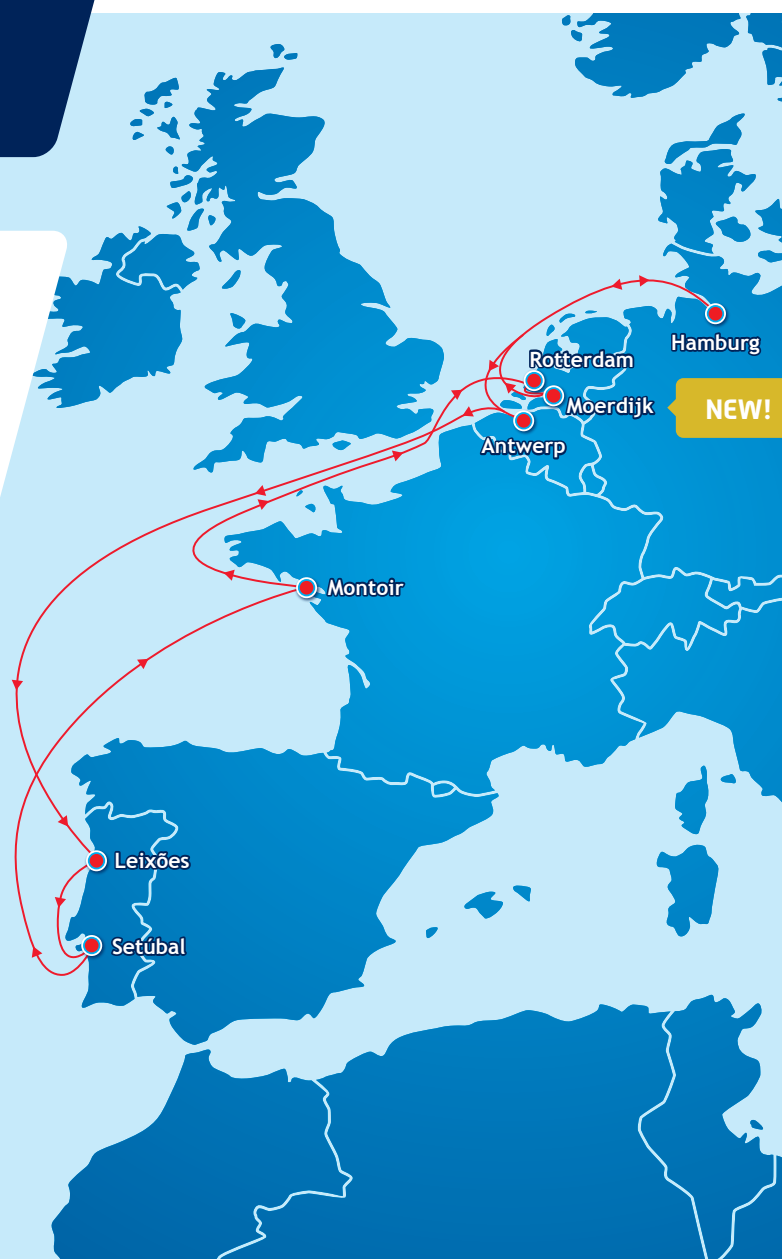 Hamburg
Rotterdam
Moerdijk
NEW!
Antwerp
Montoir
Leixões
Setúbal